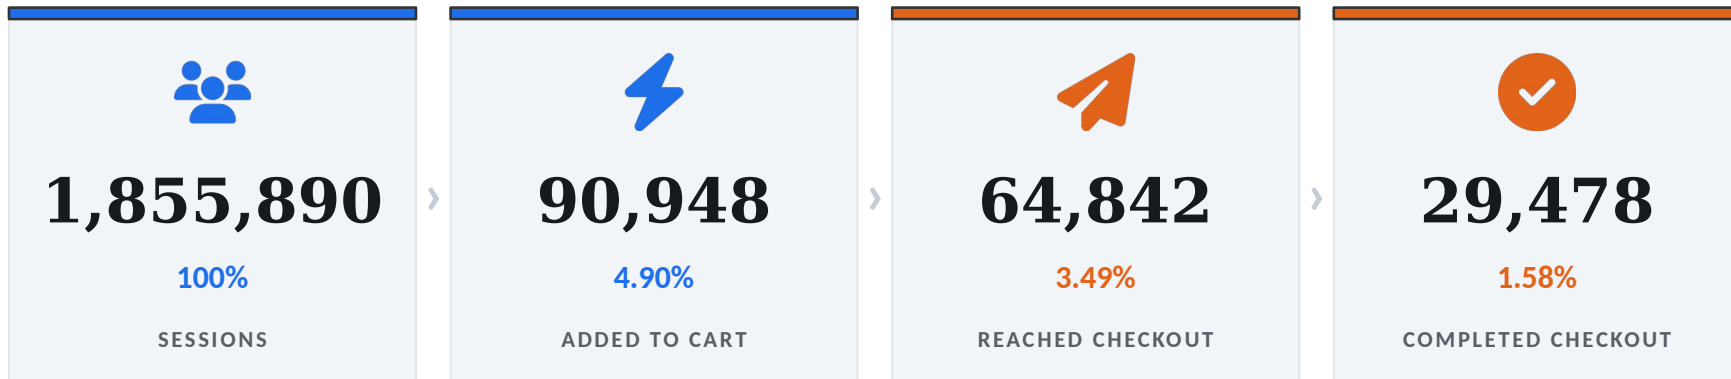 1,855,890
100%
SESSIONS
90,948
4.90%
ADDED TO CART
64,842
3.49%
REACHED CHECKOUT
29,478
1.58%
COMPLETED CHECKOUT